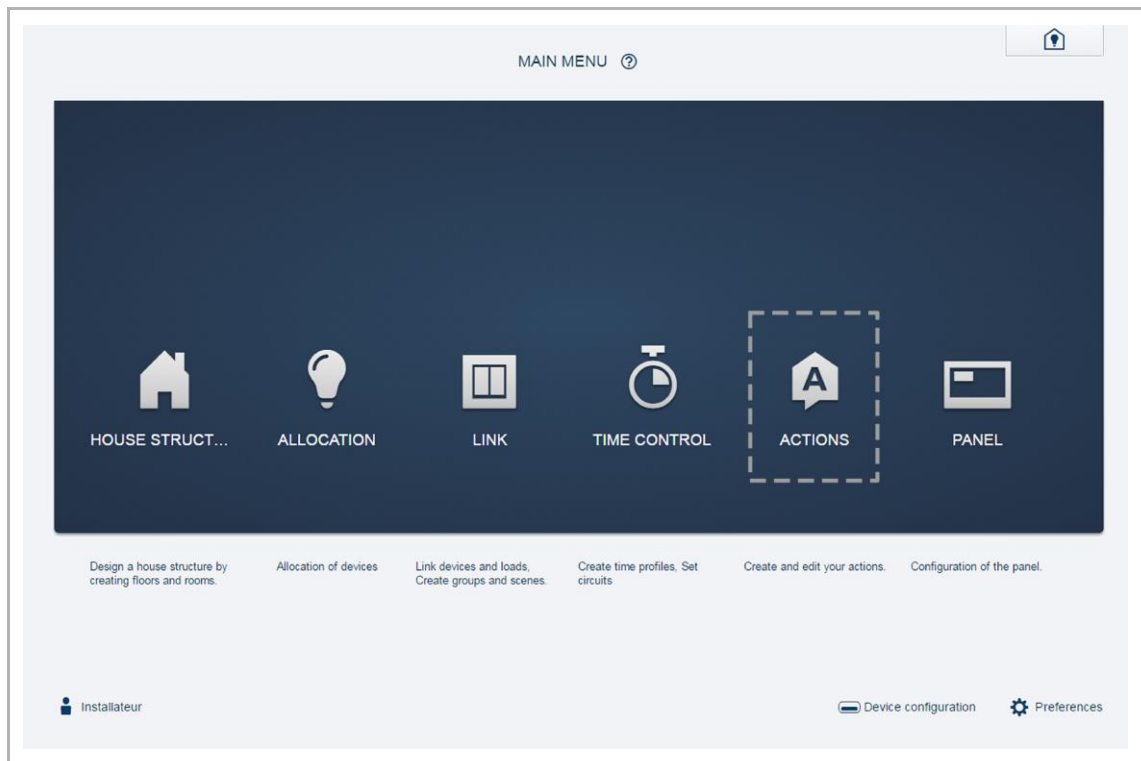 MAIN MENU ?
HOUSE STRUCT...
ALLOCATION
LINK
TIME CONTROL
A
ACTIONS
PANEL
Design a house structure by
creating floors and rooms.
Allocation of devices
Link devices and loads,
Create groups and scenes.
Create time profiles, Set
circuits
Create and edit your actions.
Configuration of the panel.
Installateur
Device configuration
Preferences